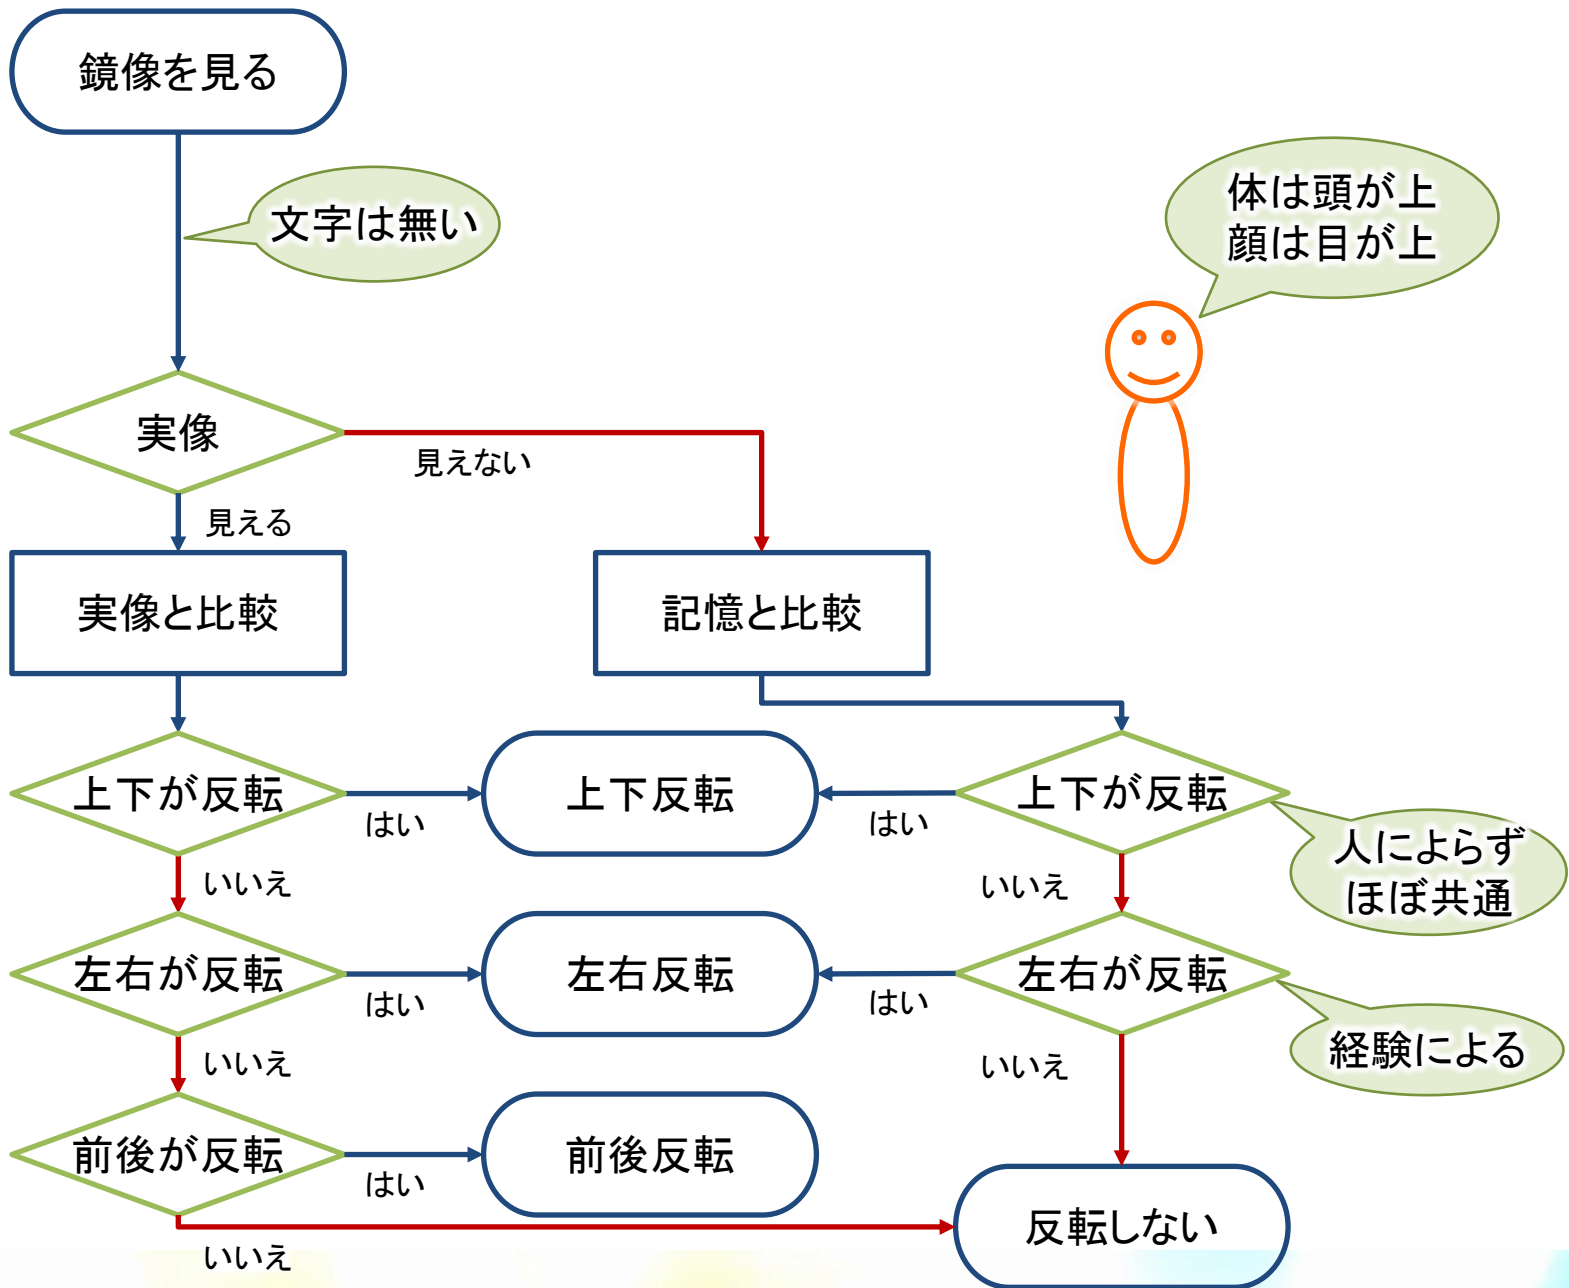 鏡像を見る
文字は無い
体は頭が上
顔は目が上
実像
見えない
見える
実像と比較
記憶と比較
上下が反転
はい
上下反転
はい
上下が反転
人によらず
ほぼ共通
いいえ
いいえ
左右が反転
はい
左右反転
はい
左右が反転
経験による
いいえ
いいえ
前後が反転
はい
前後反転
反転しない
いいえ